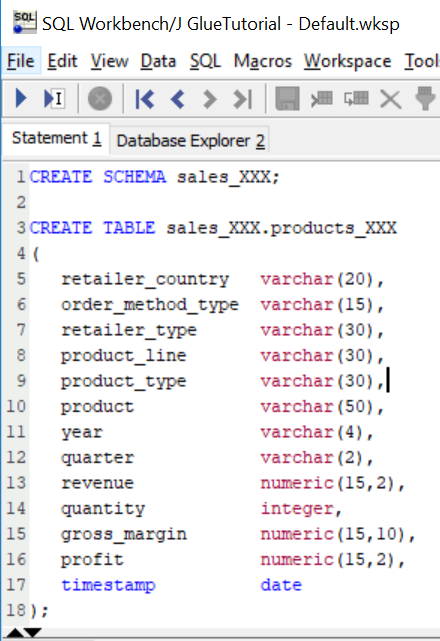 SQL Workbench/J GlueTutorial - Default.wksp
File Edit View Data SQL Macros Workspace Tools
Statement 1 Database Explorer 2
1 CREATE SCHEMA sales_XXX;
2
3 CREATE TABLE sales_XXX.products_XXX
4 (
5 retailer_country varchar(20),
6 order_method_type varchar(15),
7 retailer_type varchar(30),
8 product_line varchar(30),
9 product_type varchar(30),
10 product varchar(50),
11 year varchar(4),
12 quarter varchar(2),
13 revenue numeric(15,2),
14 quantity integer,
15 gross_margin numeric(15,10),
16 profit numeric(15,2),
17 timestamp date
18 );